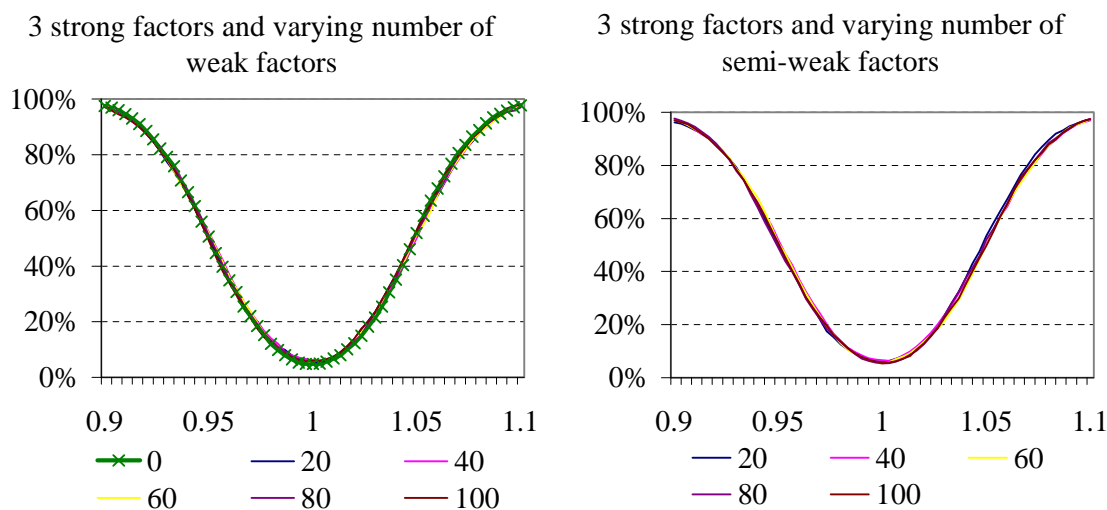 3 strong factors and varying number of
weak factors
100%
80%
60%
40%
20%
0%
0.9 0.95 1 1.05 1.1
0 20 40
60 80 100
3 strong factors and varying number of
semi-weak factors
100%
80%
60%
40%
20%
0%
0.9 0.95 1 1.05 1.1
20 40 60
80 100